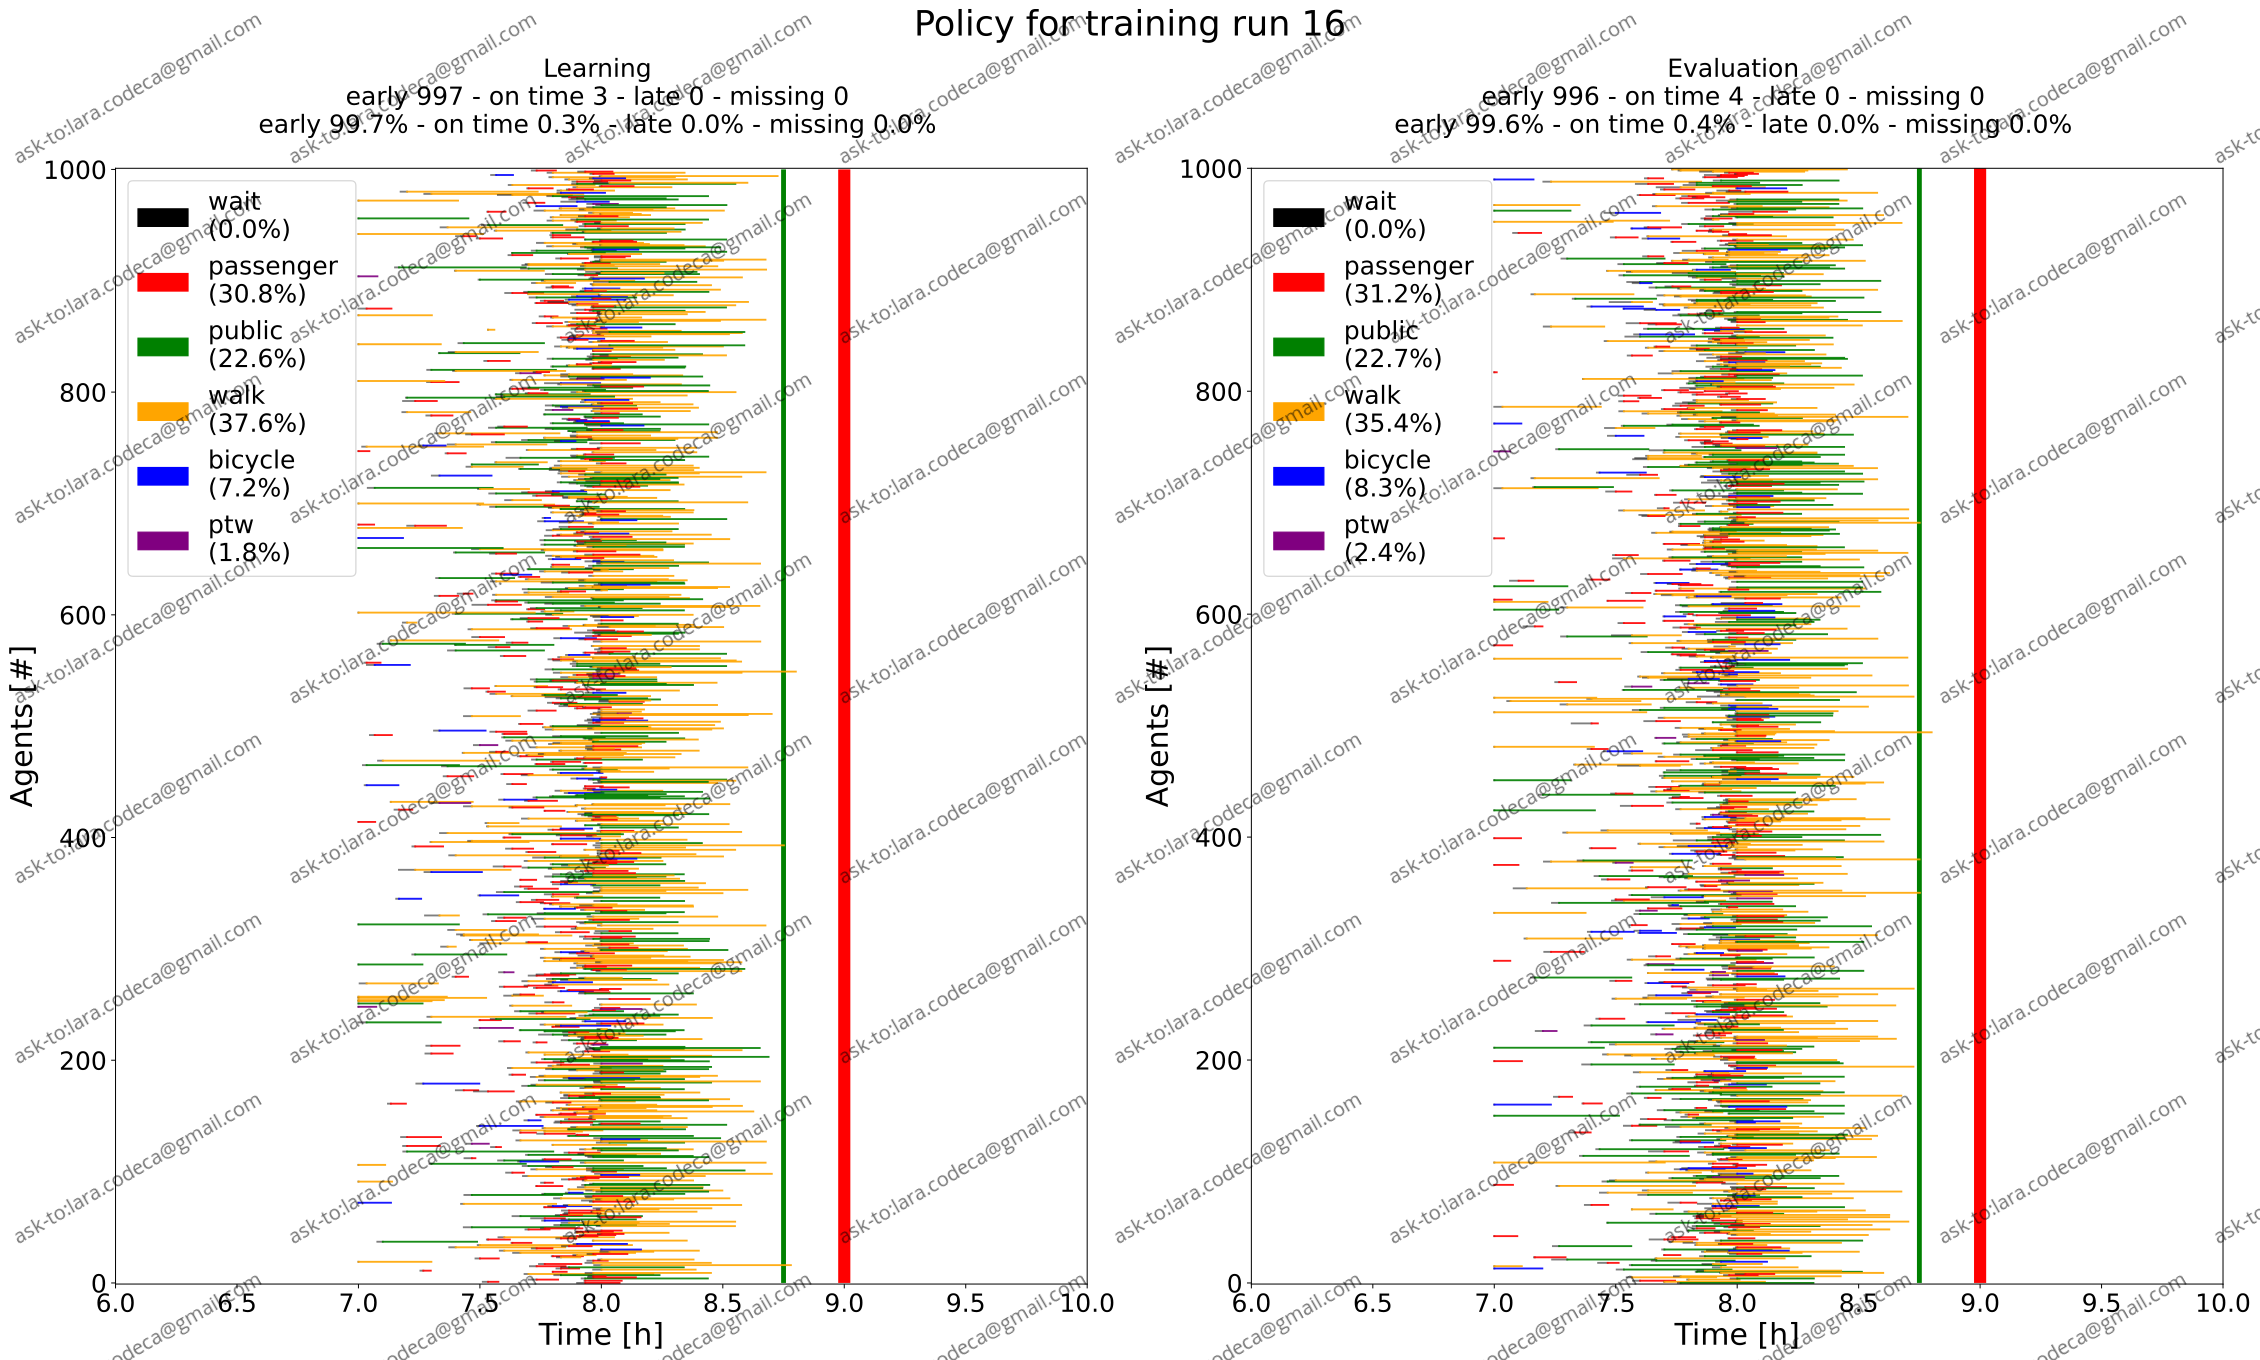 Policy for training run 16
Learning
early 997 - on time 3 - late 0 - missing 0
early 99.7% - on time 0.3% - late 0.0% - missing 0.0%
1000
800
600
400
200
0
Agents [#]
wait
(0.0%)
passenger
(30.8%)
public
(22.6%)
walk
(37.6%)
bicycle
(7.2%)
ptw
(1.8%)
6.0 6.5 7.0 7.5 8.0 8.5 9.0 9.5 10.0
Time [h]
Evaluation
early 996 - on time 4 - late 0 - missing 0
early 99.6% - on time 0.4% - late 0.0% - missing 0.0%
1000
800
600
400
200
0
Agents [#]
wait
(0.0%)
passenger
(31.2%)
public
(22.7%)
walk
(35.4%)
bicycle
(8.3%)
ptw
(2.4%)
6.0 6.5 7.0 7.5 8.0 8.5 9.0 9.5 10.0
Time [h]
ask-to:lara.codeca@gmail.com